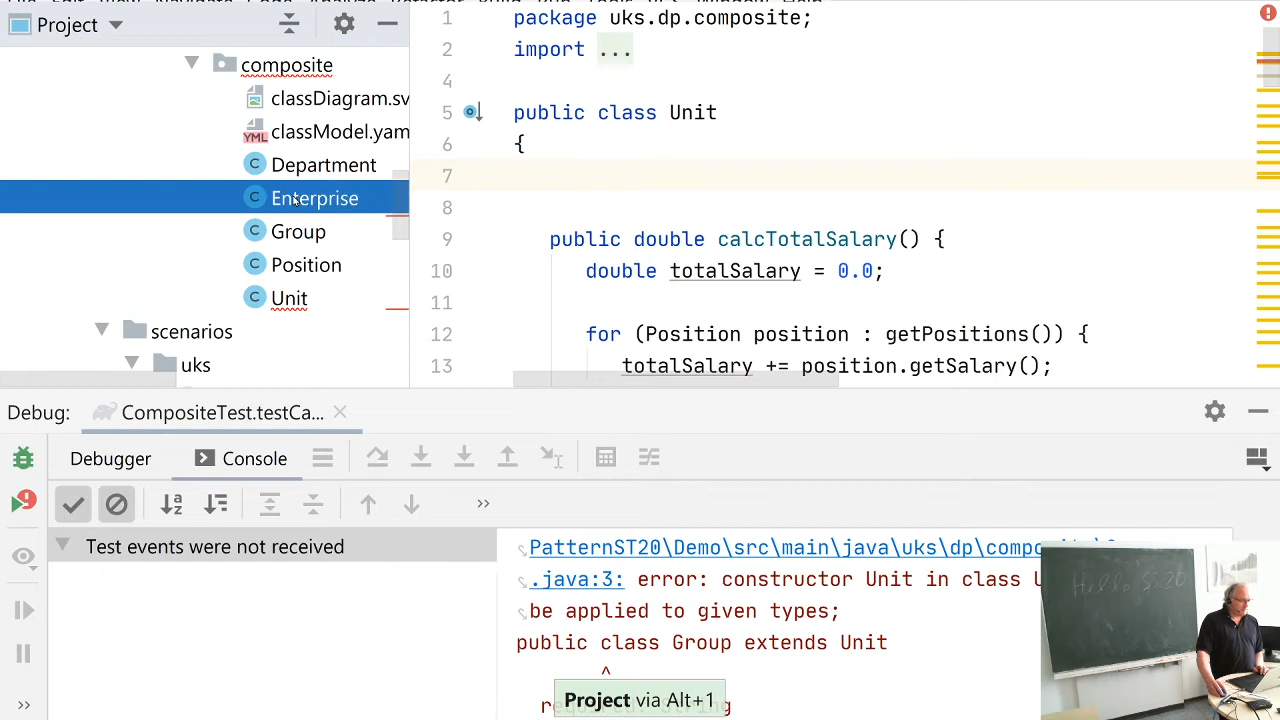 Project
composite
classDiagram.sv
classModel.yam
Department
Enterprise
Group
Position
Unit
scenarios
uks
1 package uks.dp.composite;
2 import ...
4
5 public class Unit
6 {
7
8
9 public double calcTotalSalary() {
10 double totalSalary = 0.0;
11
12 for (Position position : getPositions()) {
13 totalSalary += position.getSalary();
Debug: CompositeTest.testCa...
Debugger Console
Test events were not received
PatternST20\Demo\src\main\java\uks\dp\compo
.java:3: error: constructor Unit in class
be applied to given types;
public class Group extends Unit
^
Project via Alt+1
Hello St 20